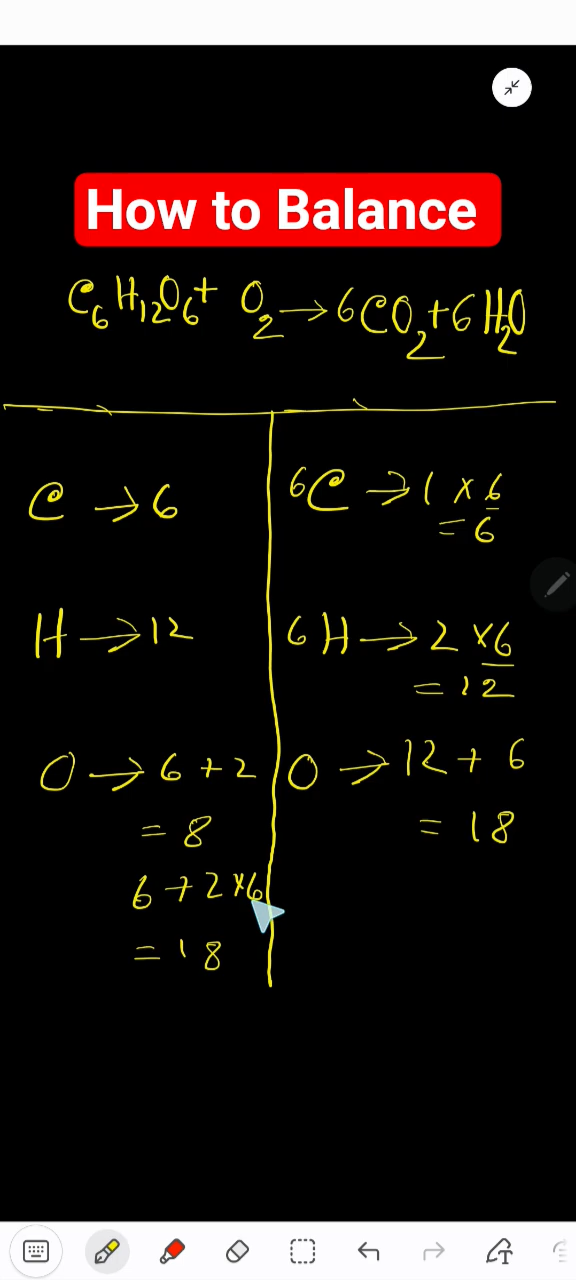 How to Balance
C₆H₁₂O₆ + O₂ → 6CO₂ + 6H₂O
C → 6
6C → 1 × 6
= 6
H → 12
6H → 2 × 6
= 12
O → 6 + 2
= 8
6 + 2 × 6
= 18
O → 12 + 6
= 18
T